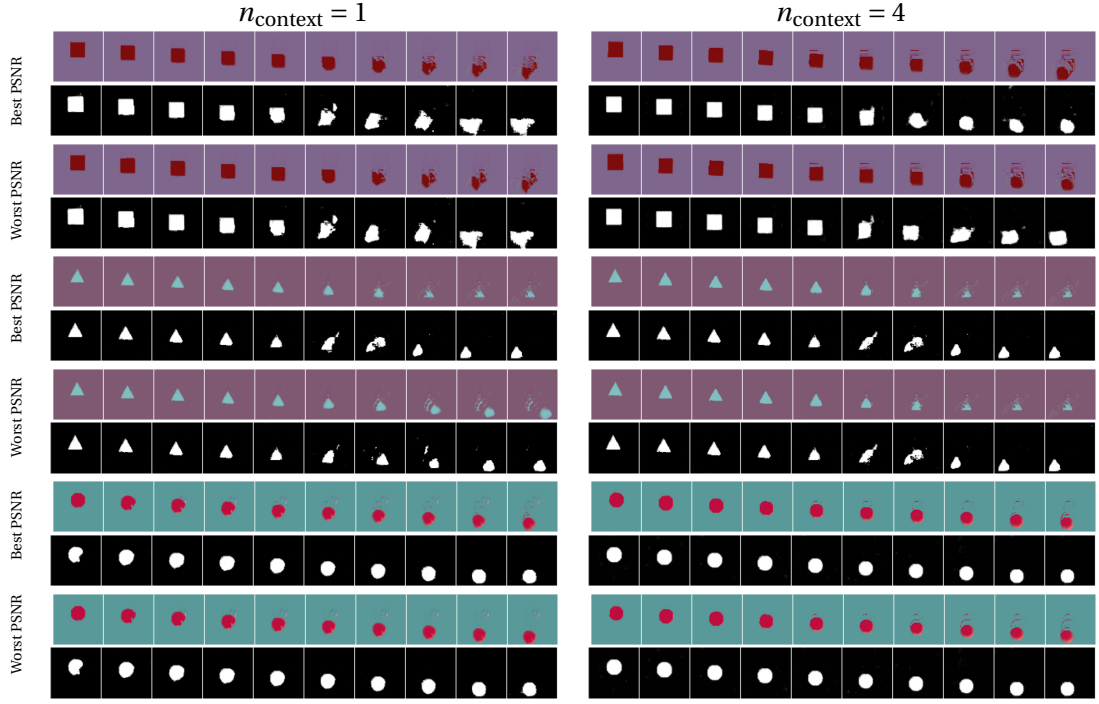 n_context = 1
n_context = 4
Best PSNR
Worst PSNR
Best PSNR
Worst PSNR
Best PSNR
Worst PSNR